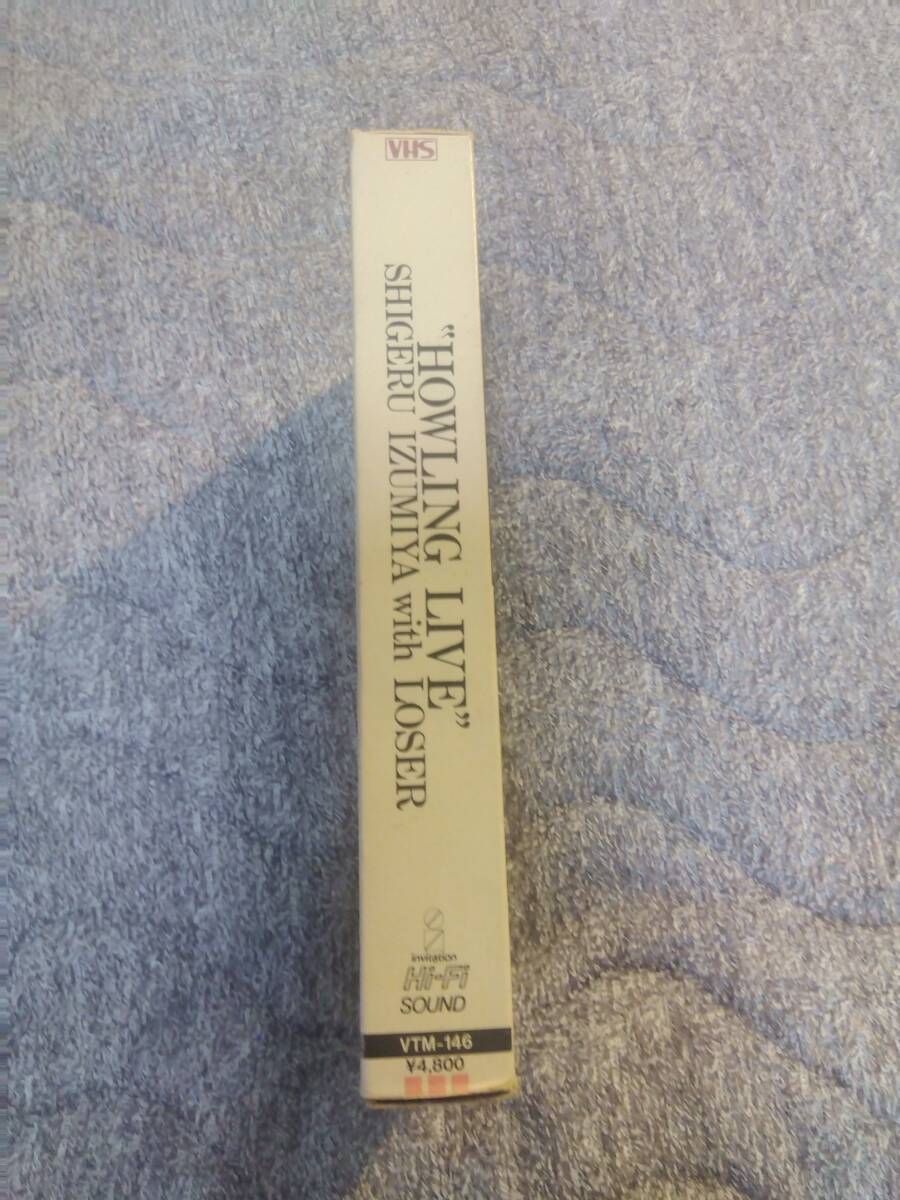 VHS
"HOWLING LIVE"
SHIGERU IZUMIYA with LOSER
invitation
Hi-Fi
SOUND
VTM-146
¥4,800